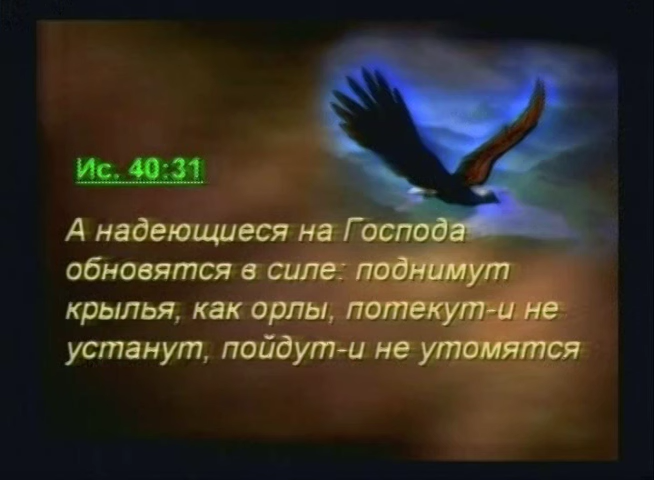 Ис. 40:31
А надеющиеся на Господа
обновятся в силе: поднимут
крылья, как орлы, потекут-и не
устанут, пойдут-и не утомятся